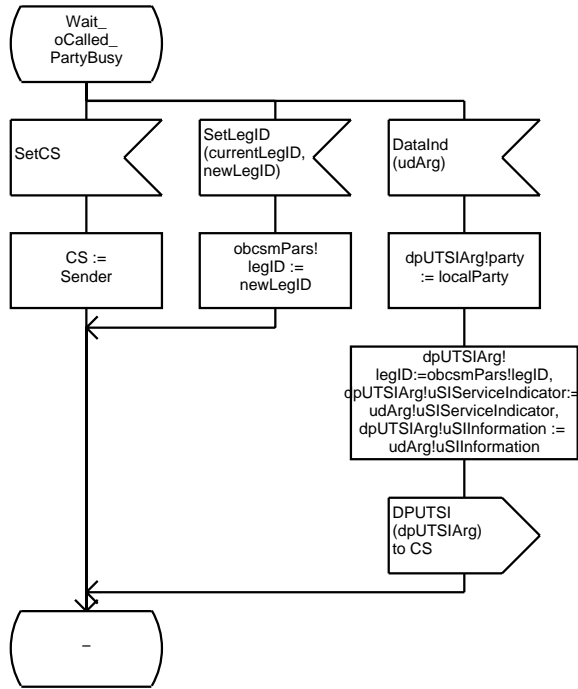 Wait_
oCalled_
PartyBusy
SetCS
SetLegID
(currentLegID,
newLegID)
DataInd
(udArg)
CS :=
Sender
obcsmPars!
legID :=
newLegID
dpUTSIArg!party
:= localParty
dpUTSIArg!
legID:=obcsmPars!legID,
dpUTSIArg!uSIServiceIndicator:=
udArg!uSIServiceIndicator,
dpUTSIArg!uSIInformation :=
udArg!uSIInformation
DPUTSI
(dpUTSIArg)
to CS
–